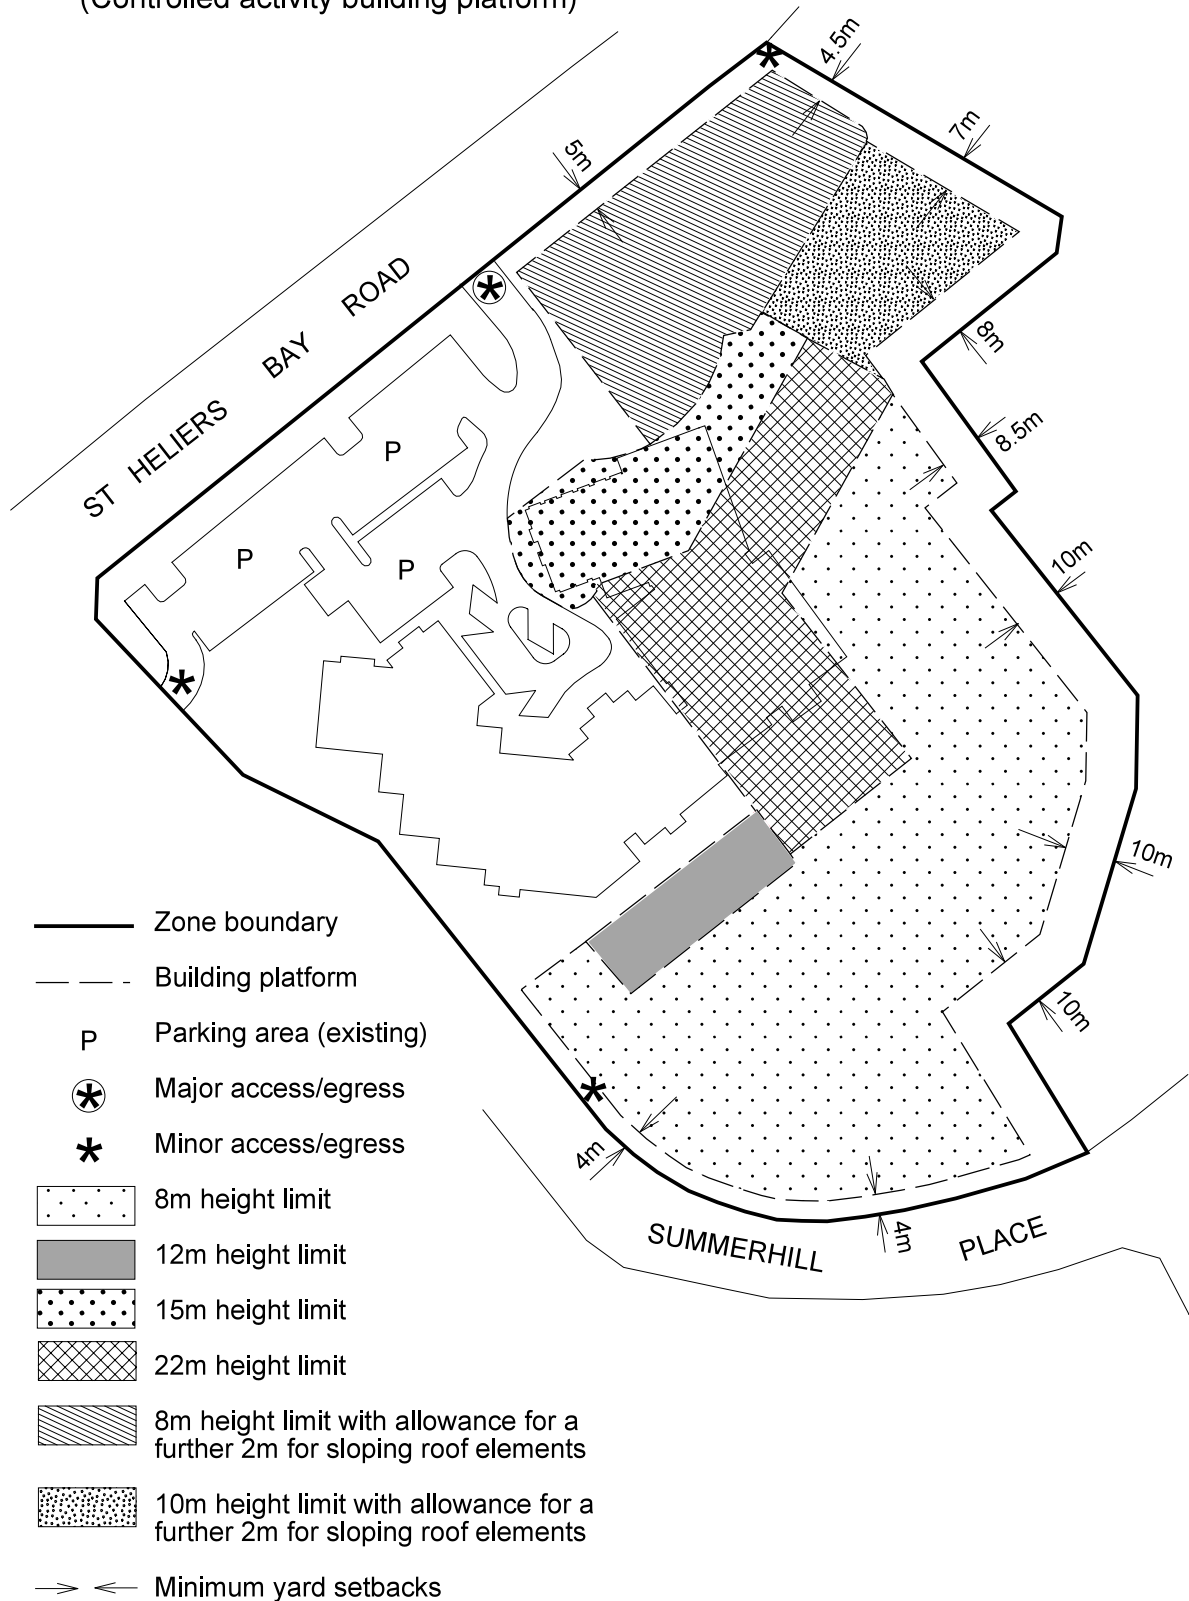 (Controlled activity building platform)
4.5m
7m
5m
ST HELIERS BAY ROAD
8m
8.5m
P
P
P
10m
10m
10m
4m
4m
SUMMERHILL PLACE
Zone boundary
Building platform
P Parking area (existing)
Major access/egress
Minor access/egress
8m height limit
12m height limit
15m height limit
22m height limit
8m height limit with allowance for a
further 2m for sloping roof elements
10m height limit with allowance for a
further 2m for sloping roof elements
Minimum yard setbacks